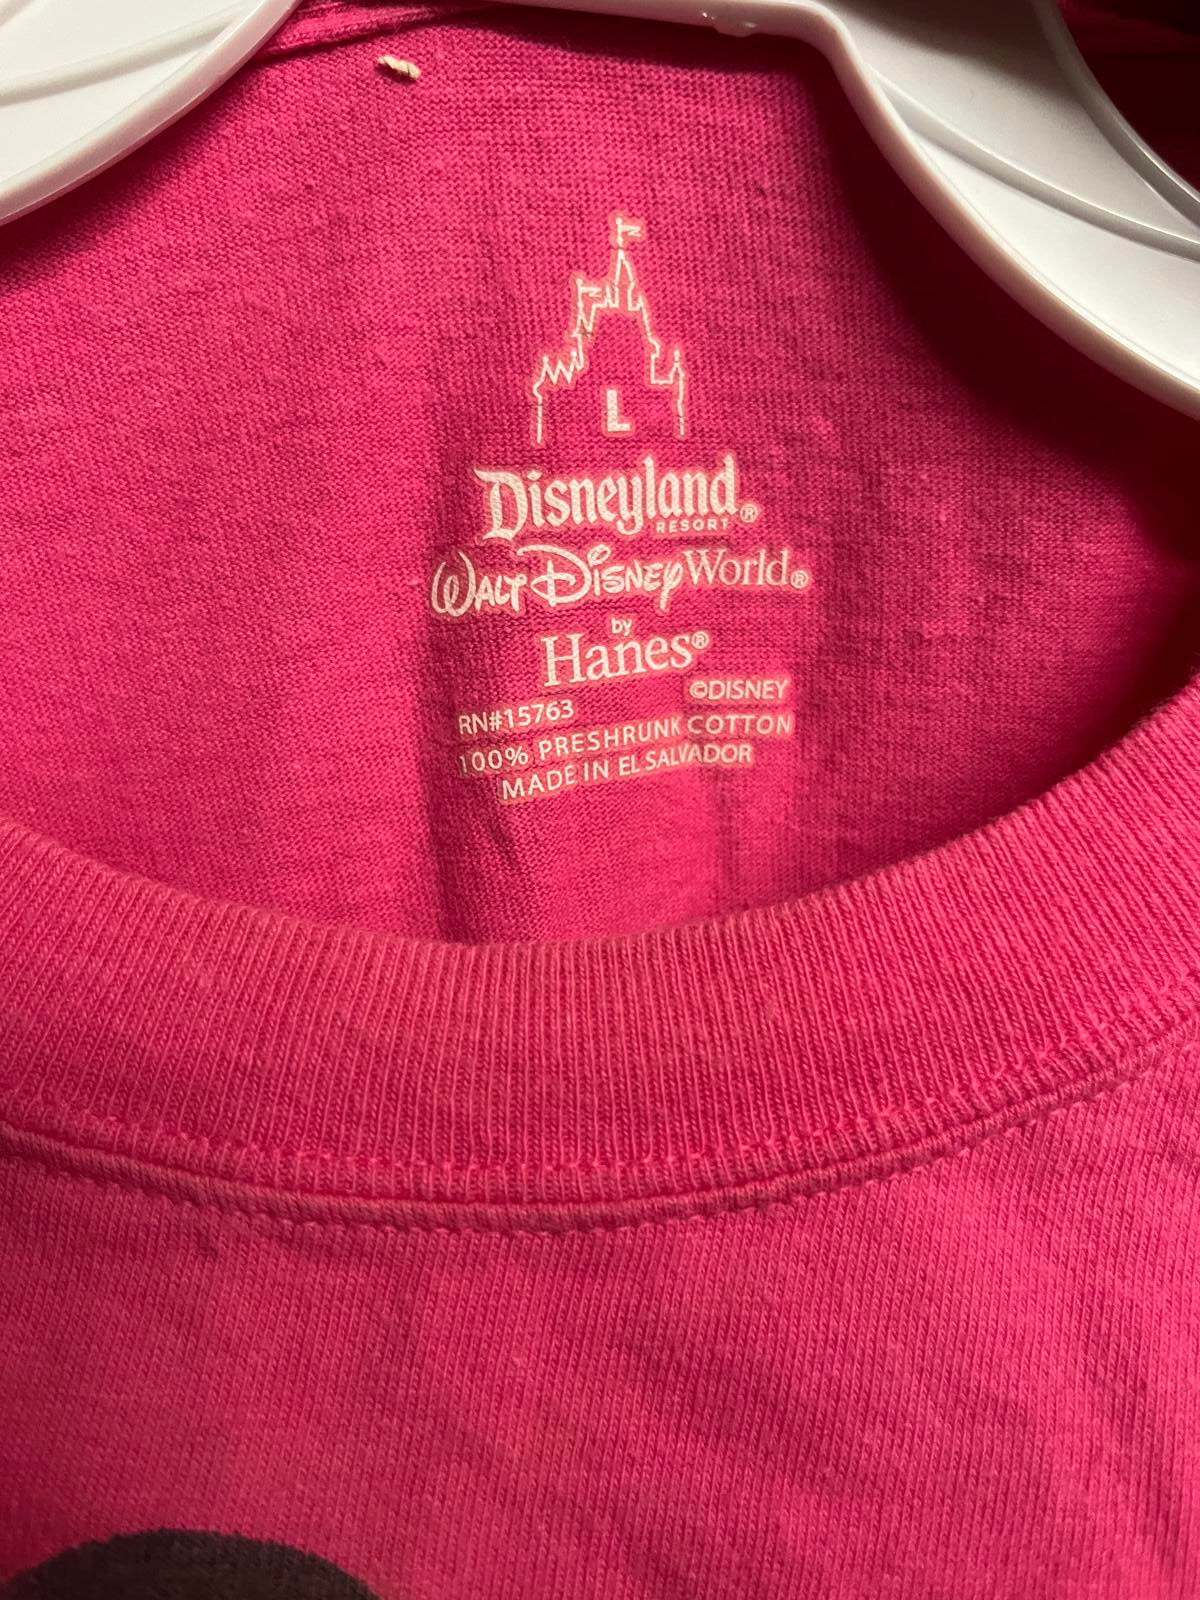 L
Disneyland®
RESORT
WALT DISNEY World®
by
Hanes®
©DISNEY
RN#15763
100% PRESHRUNK COTTON
MADE IN EL SALVADOR